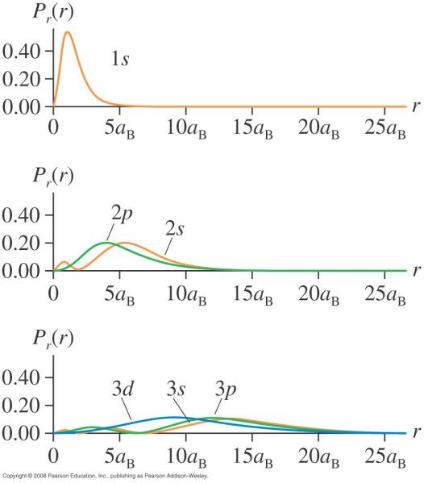 P_r(r)
0.40
1s
0.20
0.00
r
0 5a_B 10a_B 15a_B 20a_B 25a_B
P_r(r)
0.40
2p
2s
0.20
0.00
r
0 5a_B 10a_B 15a_B 20a_B 25a_B
P_r(r)
0.40
3d 3s 3p
0.20
0.00
r
0 5a_B 10a_B 15a_B 20a_B 25a_B
Copyright © 2008 Pearson Education, Inc., publishing as Pearson Addison-Wesley.